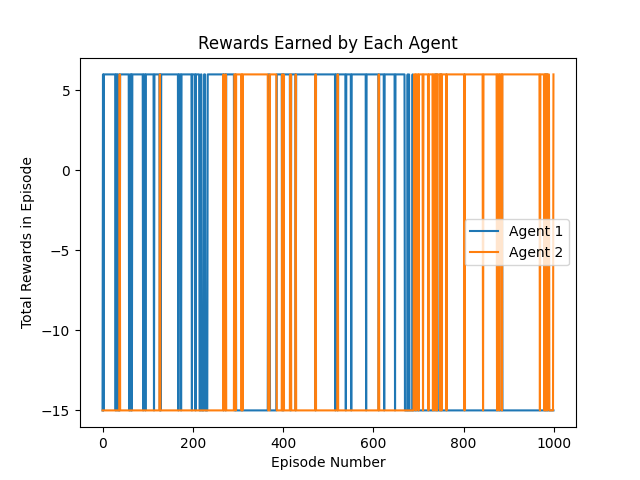 Rewards Earned by Each Agent
Total Rewards in Episode
5
0
−5
−10
−15
Agent 1
Agent 2
0
200
400
600
800
1000
Episode Number